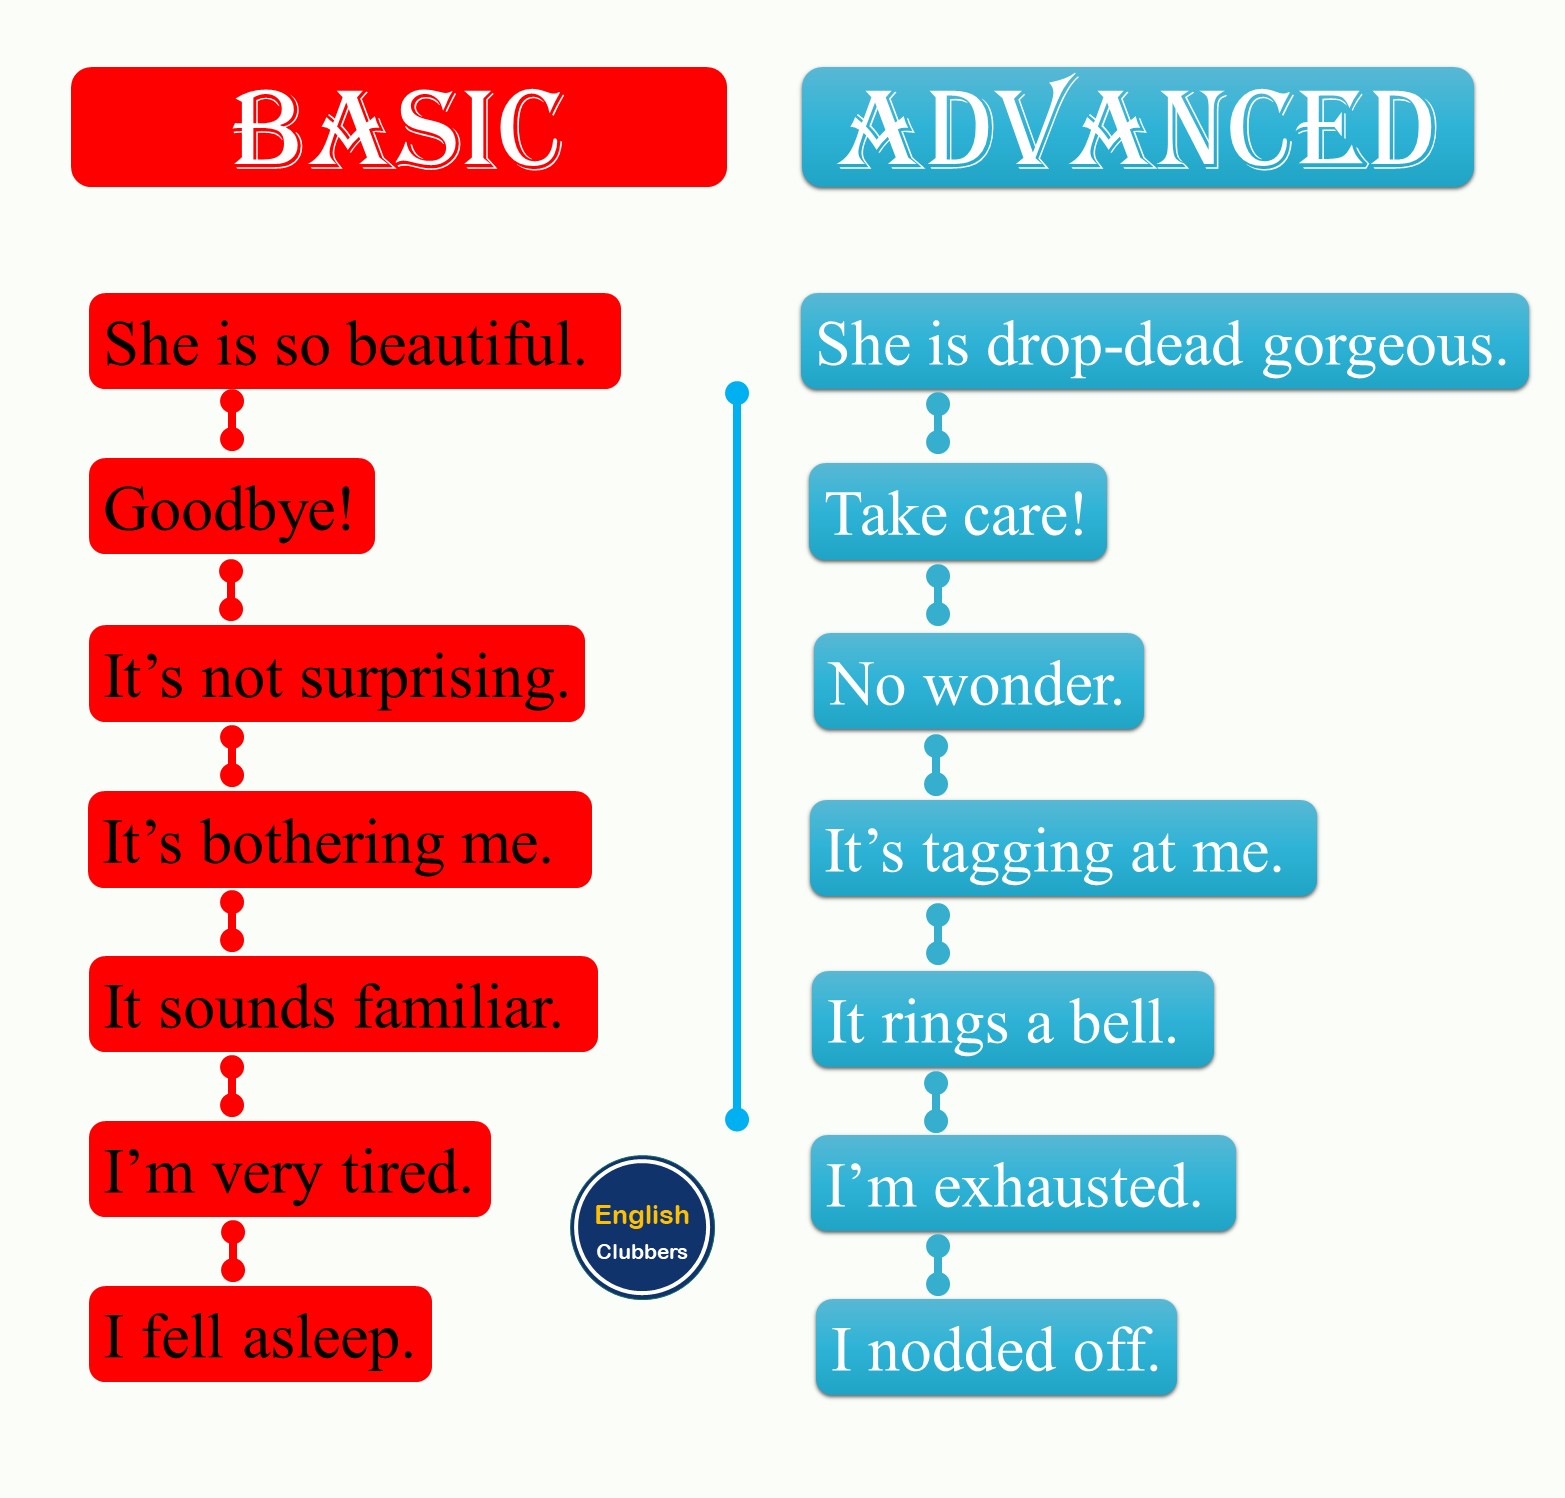 BASIC
ADVANCED
She is so beautiful.
She is drop-dead gorgeous.
Goodbye!
Take care!
It’s not surprising.
No wonder.
It’s bothering me.
It’s tagging at me.
It sounds familiar.
It rings a bell.
I’m very tired.
I’m exhausted.
English
Clubbers
I fell asleep.
I nodded off.